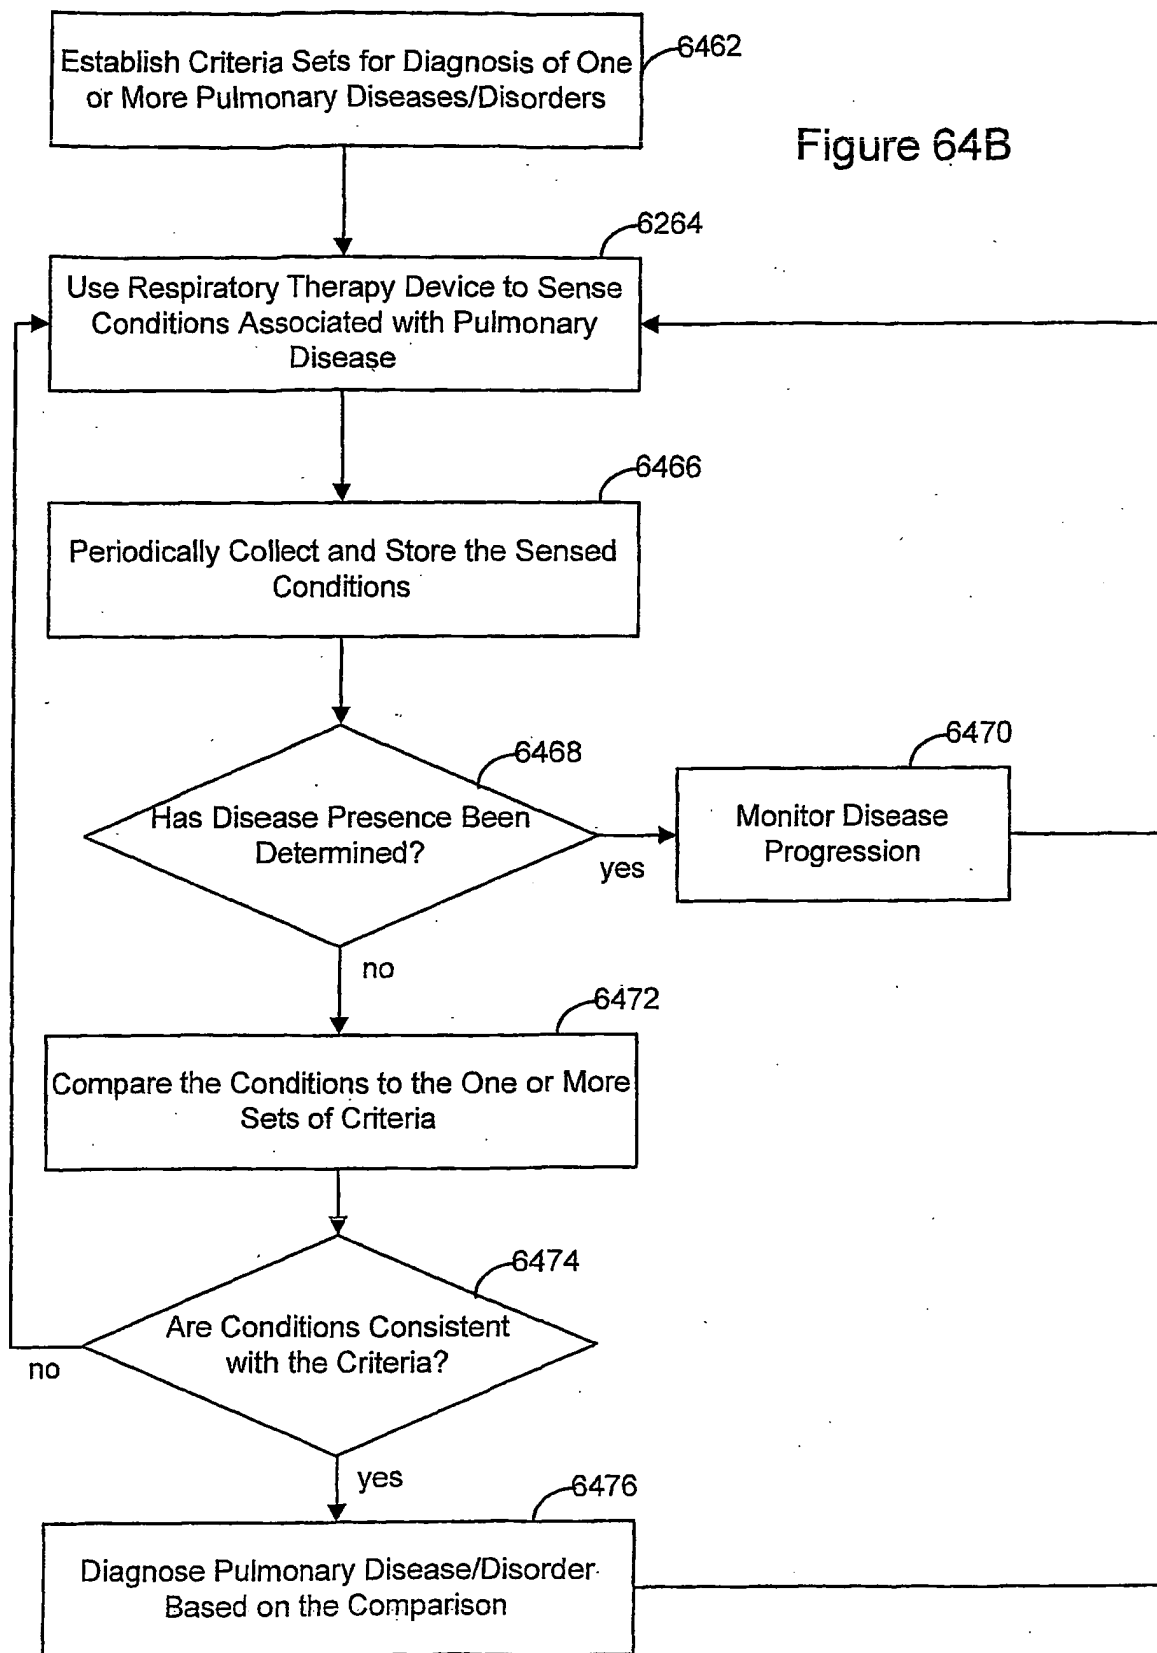 Establish Criteria Sets for Diagnosis of One
or More Pulmonary Diseases/Disorders
6462
Figure 64B
6264
Use Respiratory Therapy Device to Sense
Conditions Associated with Pulmonary
Disease
6466
Periodically Collect and Store the Sensed
Conditions
6468
Has Disease Presence Been
Determined?
yes
6470
Monitor Disease
Progression
no
6472
Compare the Conditions to the One or More
Sets of Criteria
6474
Are Conditions Consistent
with the Criteria?
no
yes
6476
Diagnose Pulmonary Disease/Disorder
Based on the Comparison